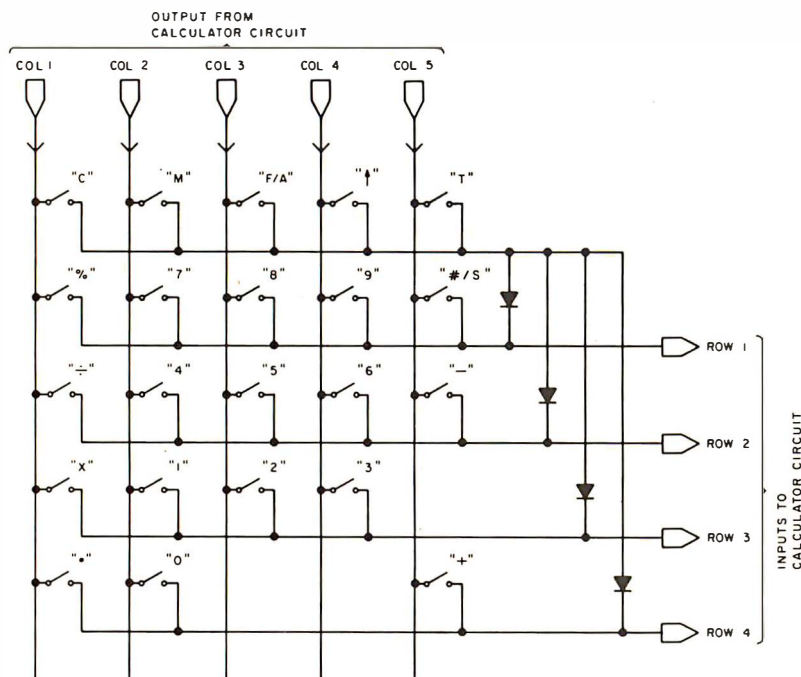 OUTPUT FROM
CALCULATOR CIRCUIT
COL 1 COL 2 COL 3 COL 4 COL 5
"C" "M" "F/A" "↑" "T"
"%" "7" "8" "9" "#/S"
ROW 1
"÷" "4" "5" "6" "—"
ROW 2
"X" "1" "2" "3"
ROW 3
"•" "0" "+"
ROW 4
INPUTS TO
CALCULATOR CIRCUIT